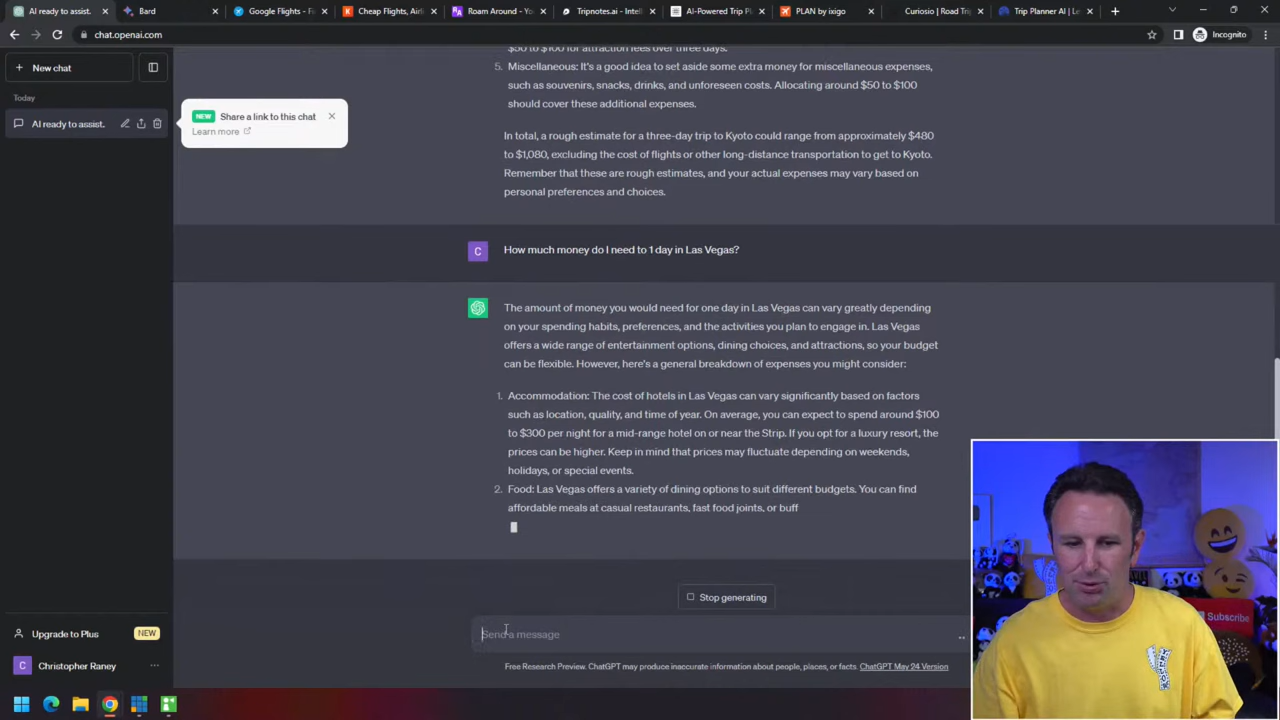 AI ready to assist.
Bard
Google Flights - Fi
Cheap Flights, Airli
Roam Around - Yo
Tripnotes.ai - Intell
AI-Powered Trip Pl
PLAN by ixigo
Curiosio | Road Trip
Trip Planner AI | Le
chat.openai.com
Incognito
New chat
Today
AI ready to assist.
NEW Share a link to this chat
Learn more
$50 to $100 for attraction fees over three days.
5. Miscellaneous: It's a good idea to set aside some extra money for miscellaneous expenses,
such as souvenirs, snacks, drinks, and unforeseen costs. Allocating around $50 to $100
should cover these additional expenses.
In total, a rough estimate for a three-day trip to Kyoto could range from approximately $480
to $1,080, excluding the cost of flights or other long-distance transportation to get to Kyoto.
Remember that these are rough estimates, and your actual expenses may vary based on
personal preferences and choices.
C How much money do I need to 1 day in Las Vegas?
The amount of money you would need for one day in Las Vegas can vary greatly depending
on your spending habits, preferences, and the activities you plan to engage in. Las Vegas
offers a wide range of entertainment options, dining choices, and attractions, so your budget
can be flexible. However, here's a general breakdown of expenses you might consider:
1. Accommodation: The cost of hotels in Las Vegas can vary significantly based on factors
such as location, quality, and time of year. On average, you can expect to spend around $100
to $300 per night for a mid-range hotel on or near the Strip. If you opt for a luxury resort, the
prices can be higher. Keep in mind that prices may fluctuate depending on weekends,
holidays, or special events.
2. Food: Las Vegas offers a variety of dining options to suit different budgets. You can find
affordable meals at casual restaurants, fast food joints, or buff
Stop generating
Send a message
Free Research Preview. ChatGPT may produce inaccurate information about people, places, or facts. ChatGPT May 24 Version
Upgrade to Plus NEW
Christopher Raney
Subscribe